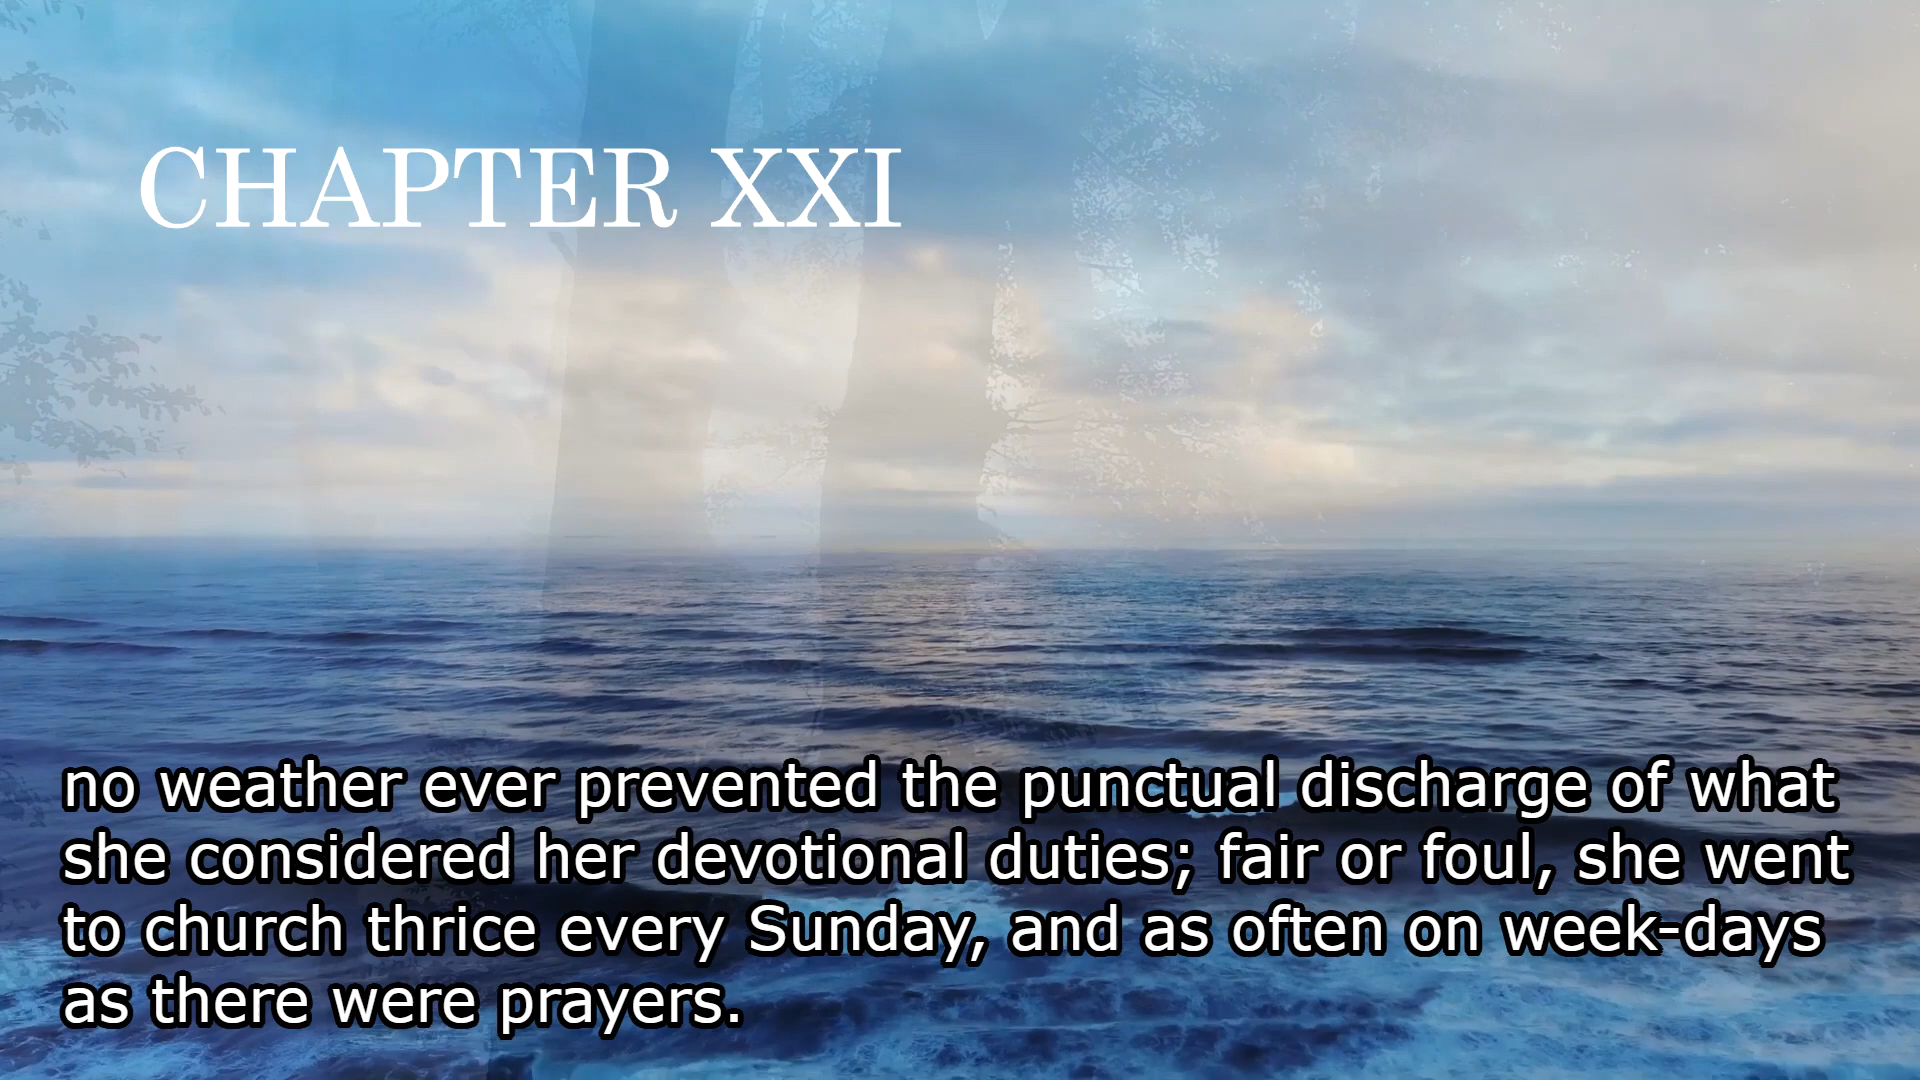 CHAPTER XXI
no weather ever prevented the punctual discharge of what
she considered her devotional duties; fair or foul, she went
to church thrice every Sunday, and as often on week-days
as there were prayers.